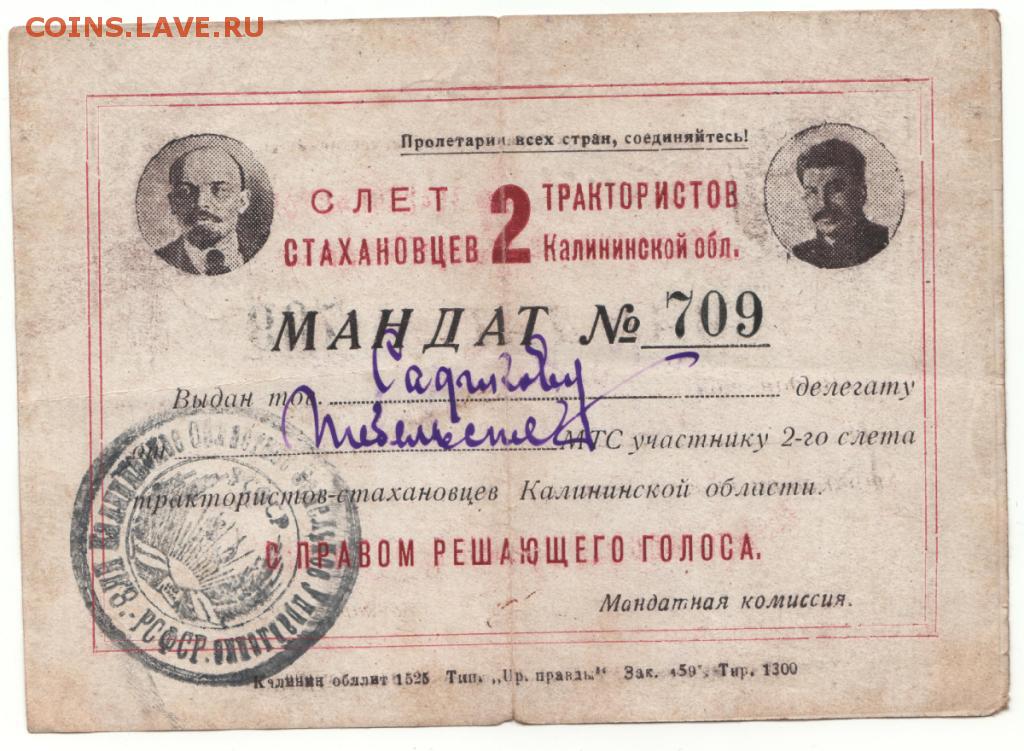 COINS.LAVE.RU
Пролетарии всех стран, соединяйтесь!
СЛЕТ 2 ТРАКТОРИСТОВ
СТАХАНОВЦЕВ Калининской обл.
МАНДАТ № 709
Выдан тов. Садикову делегату
МТС участнику 2-го слета
трактористов-стахановцев Калининской области.
С ПРАВОМ РЕШАЮЩЕГО ГОЛОСА.
Мандатная комиссия.
РСФСР
Калинин обллит 1525 Тип. „Пр. правды" Зак. Тир. 1300